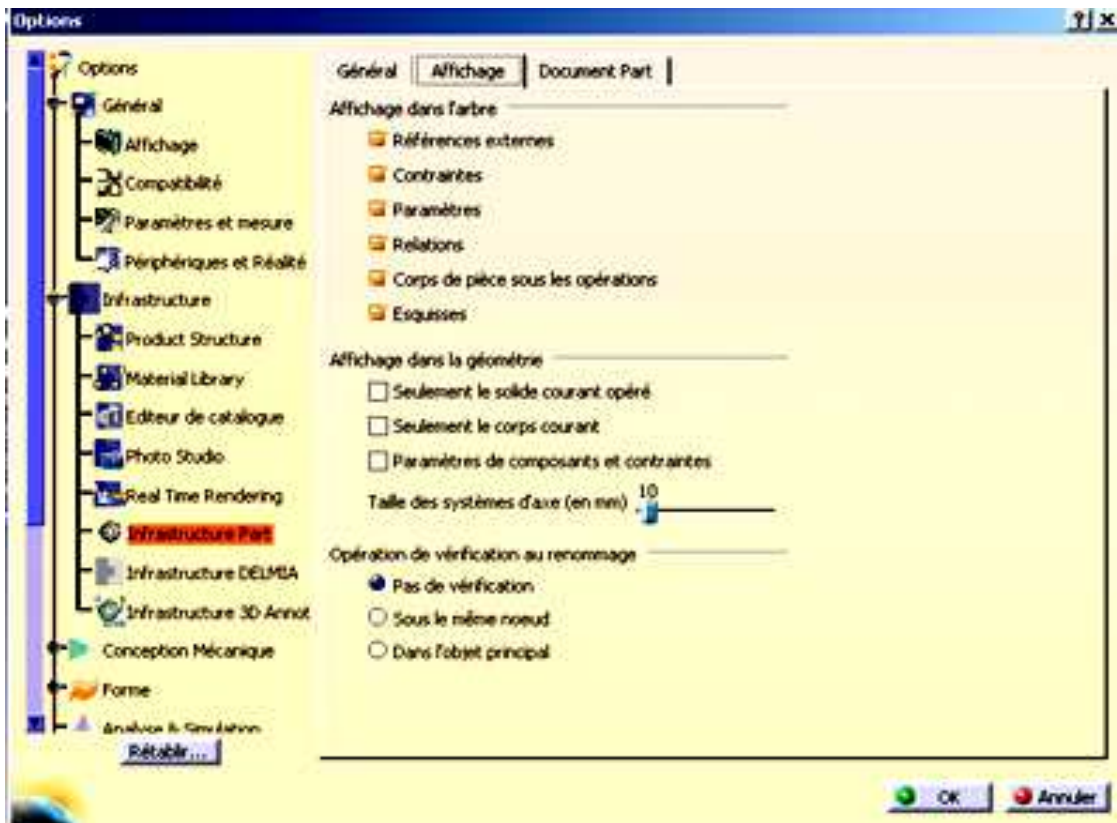 Options
Options
Général
Affichage
Compatibilité
Paramètres et mesure
Périphériques et Réalité
Infrastructure
Product Structure
Material Library
Editeur de catalogue
Photo Studio
Real Time Rendering
Infrastructure Part
Infrastructure DELMIA
Infrastructure 3D Annot
Conception Mécanique
Forme
Analyse & Simulation
Rétablir...
Général Affichage Document Part
Affichage dans l'arbre
Références externes
Contraintes
Paramètres
Relations
Corps de pièce sous les opérations
Esquisses
Affichage dans la géométrie
Seulement le solide courant opéré
Seulement le corps courant
Paramètres de composants et contraintes
Taille des systèmes d'axe (en mm) 10
Opération de vérification au renommage
Pas de vérification
Sous le même noeud
Dans l'objet principal
OK Annuler